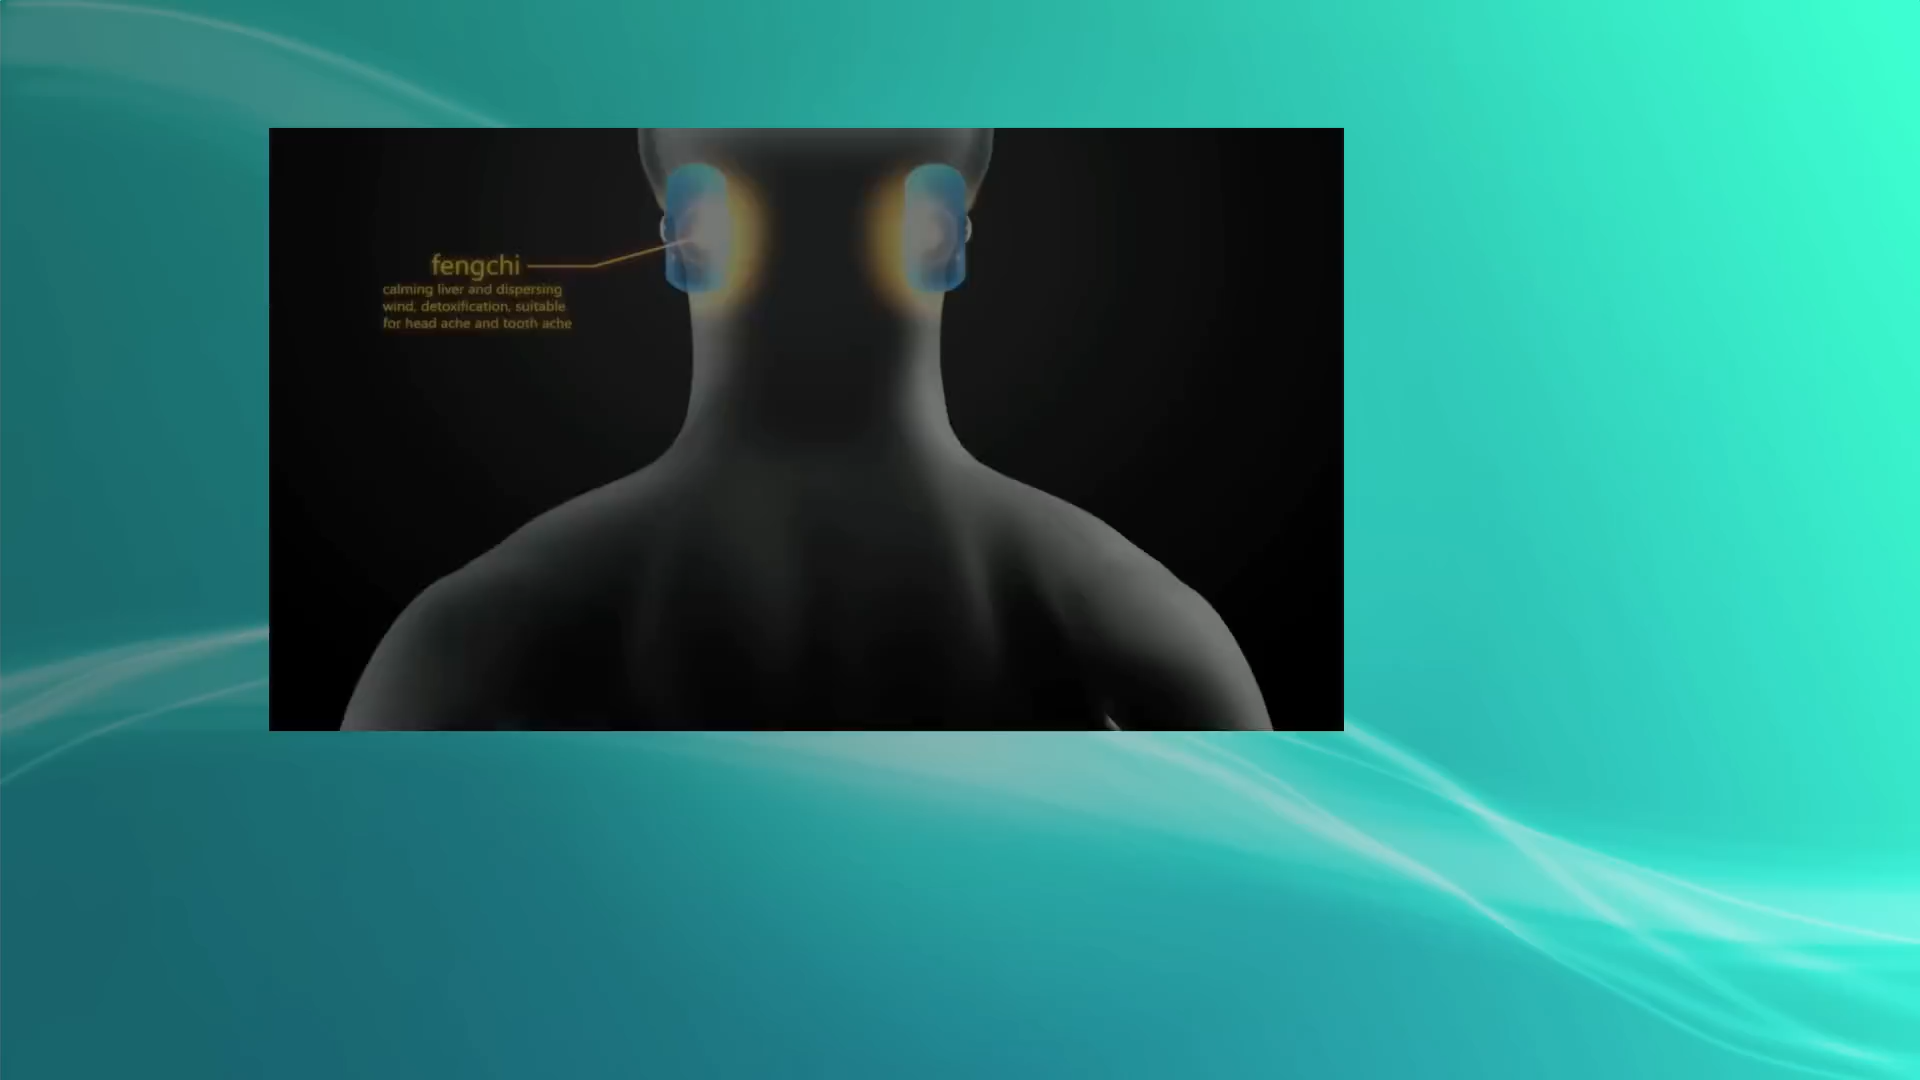 fengchi
calming liver and dispersing
wind, detoxification, suitable
for head ache and tooth ache